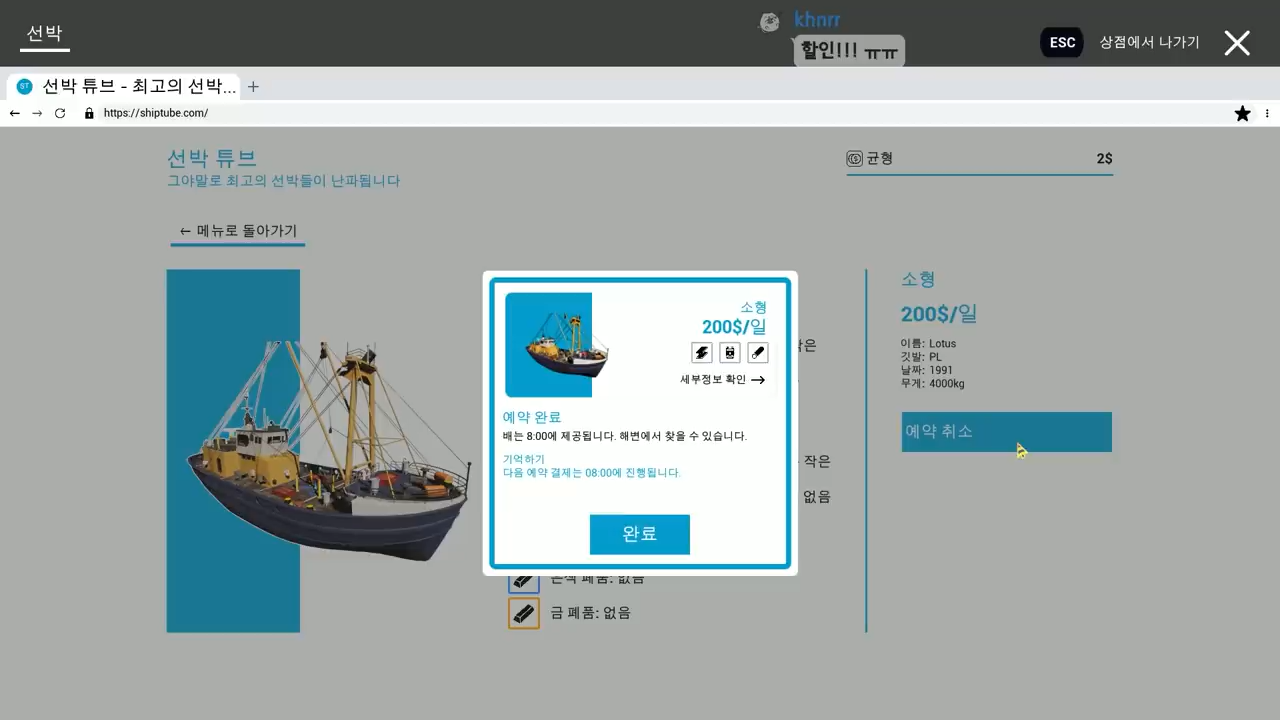 선박
khnrr
할인!!! ㅠㅠ
ESC 상점에서 나가기
ST 선박 튜브 - 최고의 선박...
https://shiptube.com/
선박 튜브
그야말로 최고의 선박들이 난파됩니다
균형 2$
← 메뉴로 돌아가기
소형
200$/일
세부정보 확인 →
예약 완료
배는 8:00에 제공됩니다. 해변에서 찾을 수 있습니다.
기억하기
다음 예약 결제는 08:00에 진행됩니다.
완료
작은
없음
은색 폐품: 없음
금 폐품: 없음
소형
200$/일
이름: Lotus
깃발: PL
날짜: 1991
무게: 4000kg
예약 취소